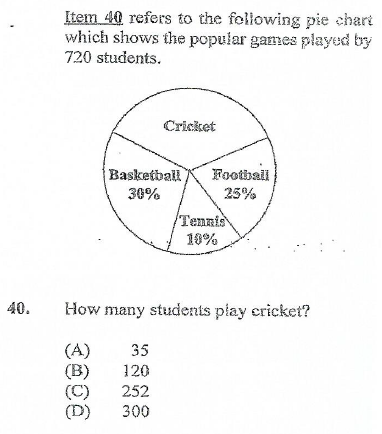 Item 40 refers to the following pie chart
which shows the popular games played by
720 students.
Cricket
Basketball
30%
Football
25%
Tennis
10%
40. How many students play cricket?
(A) 35
(B) 120
(C) 252
(D) 300